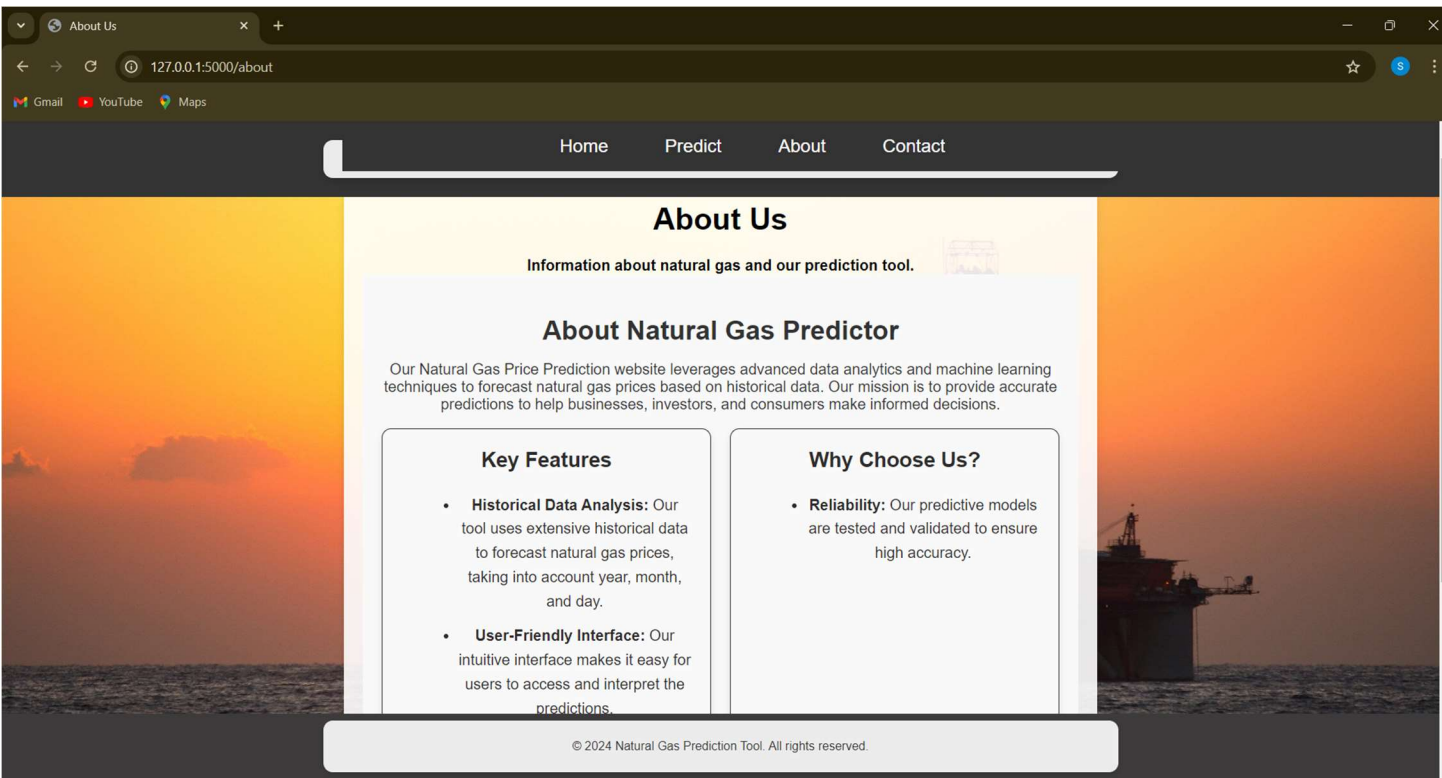 About Us
127.0.0.1:5000/about
S
Gmail YouTube Maps
Home Predict About Contact
About Us
Information about natural gas and our prediction tool.
About Natural Gas Predictor
Our Natural Gas Price Prediction website leverages advanced data analytics and machine learning
techniques to forecast natural gas prices based on historical data. Our mission is to provide accurate
predictions to help businesses, investors, and consumers make informed decisions.
Key Features
• Historical Data Analysis: Our
tool uses extensive historical data
to forecast natural gas prices,
taking into account year, month,
and day.
• User-Friendly Interface: Our
intuitive interface makes it easy for
users to access and interpret the
predictions.
Why Choose Us?
• Reliability: Our predictive models
are tested and validated to ensure
high accuracy.
© 2024 Natural Gas Prediction Tool. All rights reserved.